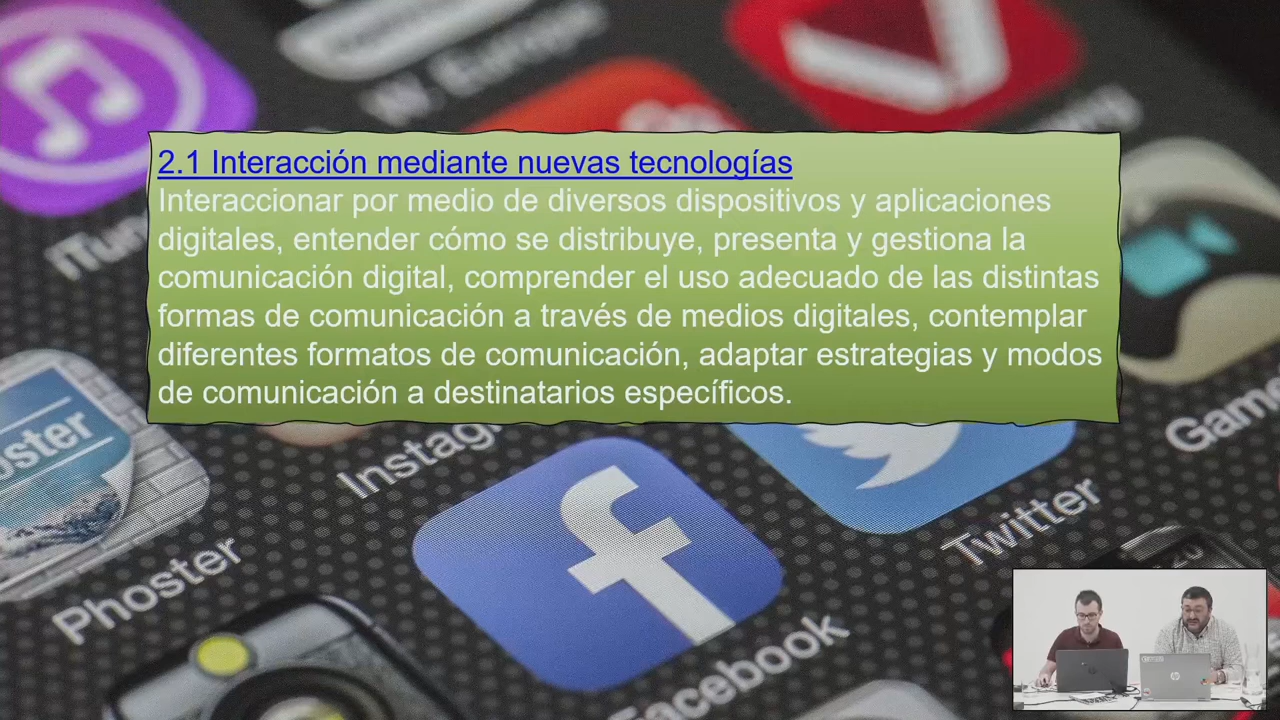 2.1 Interacción mediante nuevas tecnologías
Interaccionar por medio de diversos dispositivos y aplicaciones
digitales, entender cómo se distribuye, presenta y gestiona la
comunicación digital, comprender el uso adecuado de las distintas
formas de comunicación a través de medios digitales, contemplar
diferentes formatos de comunicación, adaptar estrategias y modos
de comunicación a destinatarios específicos.
Phoster
Facebook
Twitter
hp